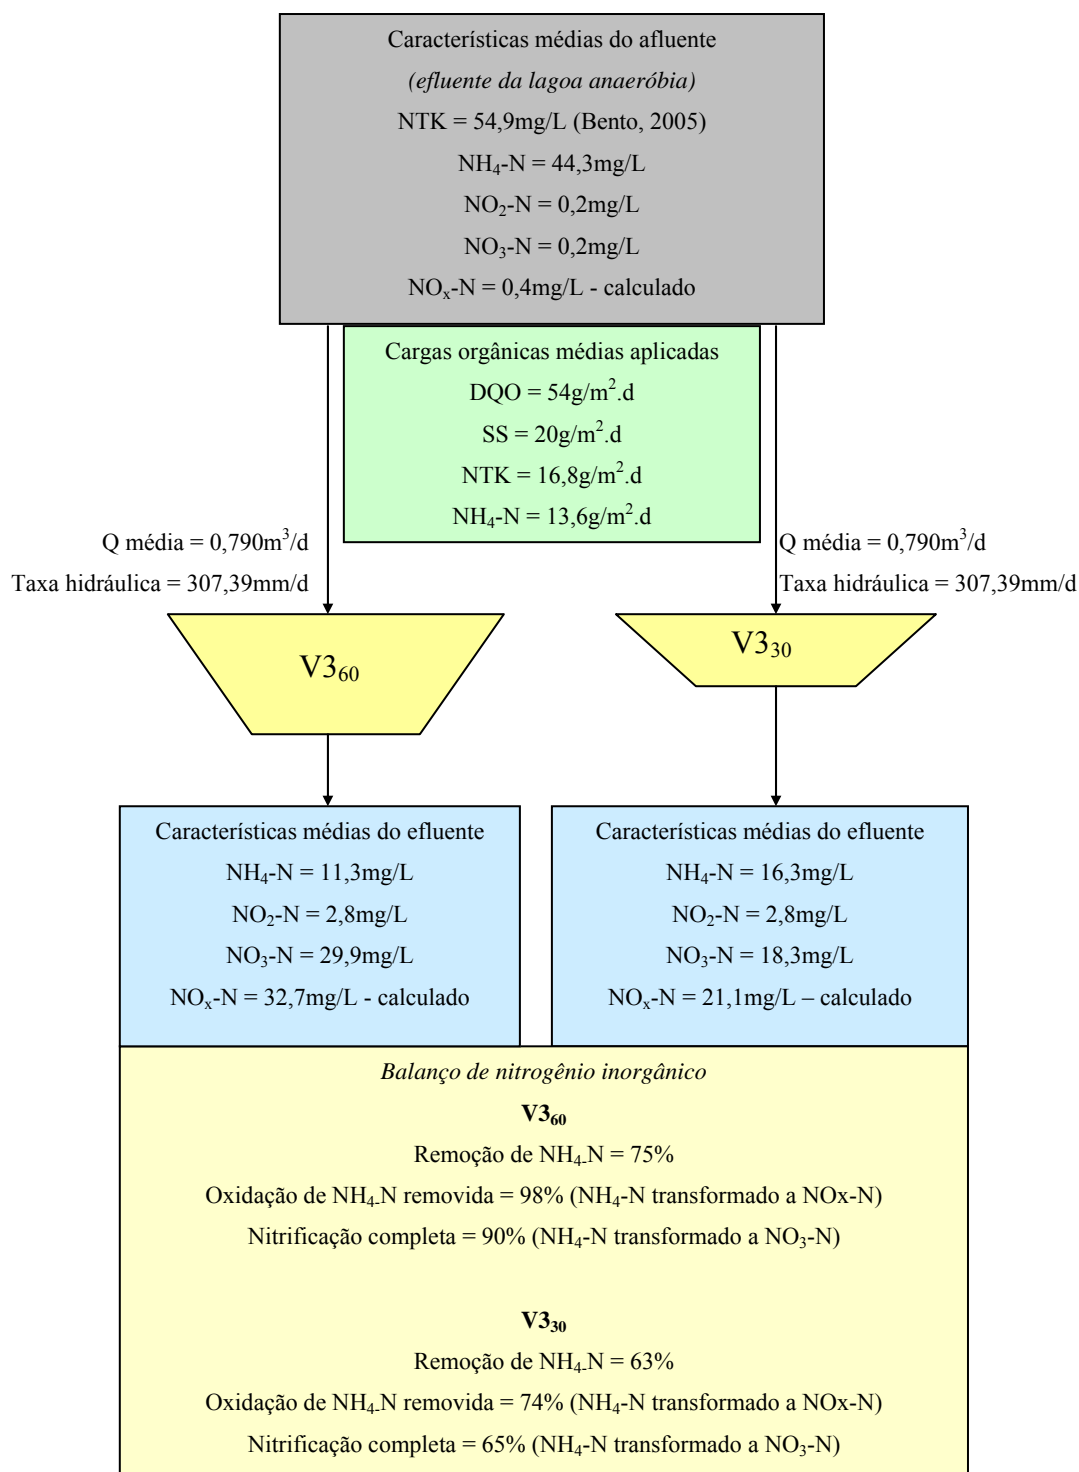 Características médias do afluente
(efluente da lagoa anaeróbia)
NTK = 54,9mg/L (Bento, 2005)
NH₄-N = 44,3mg/L
NO₂-N = 0,2mg/L
NO₃-N = 0,2mg/L
NOₓ-N = 0,4mg/L - calculado
Cargas orgânicas médias aplicadas
DQO = 54g/m².d
SS = 20g/m².d
NTK = 16,8g/m².d
NH₄-N = 13,6g/m².d
Q média = 0,790m³/d
Taxa hidráulica = 307,39mm/d
Q média = 0,790m³/d
Taxa hidráulica = 307,39mm/d
V3₆₀
V3₃₀
Características médias do efluente
NH₄-N = 11,3mg/L
NO₂-N = 2,8mg/L
NO₃-N = 29,9mg/L
NOₓ-N = 32,7mg/L - calculado
Características médias do efluente
NH₄-N = 16,3mg/L
NO₂-N = 2,8mg/L
NO₃-N = 18,3mg/L
NOₓ-N = 21,1mg/L – calculado
Balanço de nitrogênio inorgânico
V3₆₀
Remoção de NH₄₋N = 75%
Oxidação de NH₄₋N removida = 98% (NH₄-N transformado a NOx-N)
Nitrificação completa = 90% (NH₄-N transformado a NO₃-N)
V3₃₀
Remoção de NH₄₋N = 63%
Oxidação de NH₄₋N removida = 74% (NH₄-N transformado a NOx-N)
Nitrificação completa = 65% (NH₄-N transformado a NO₃-N)